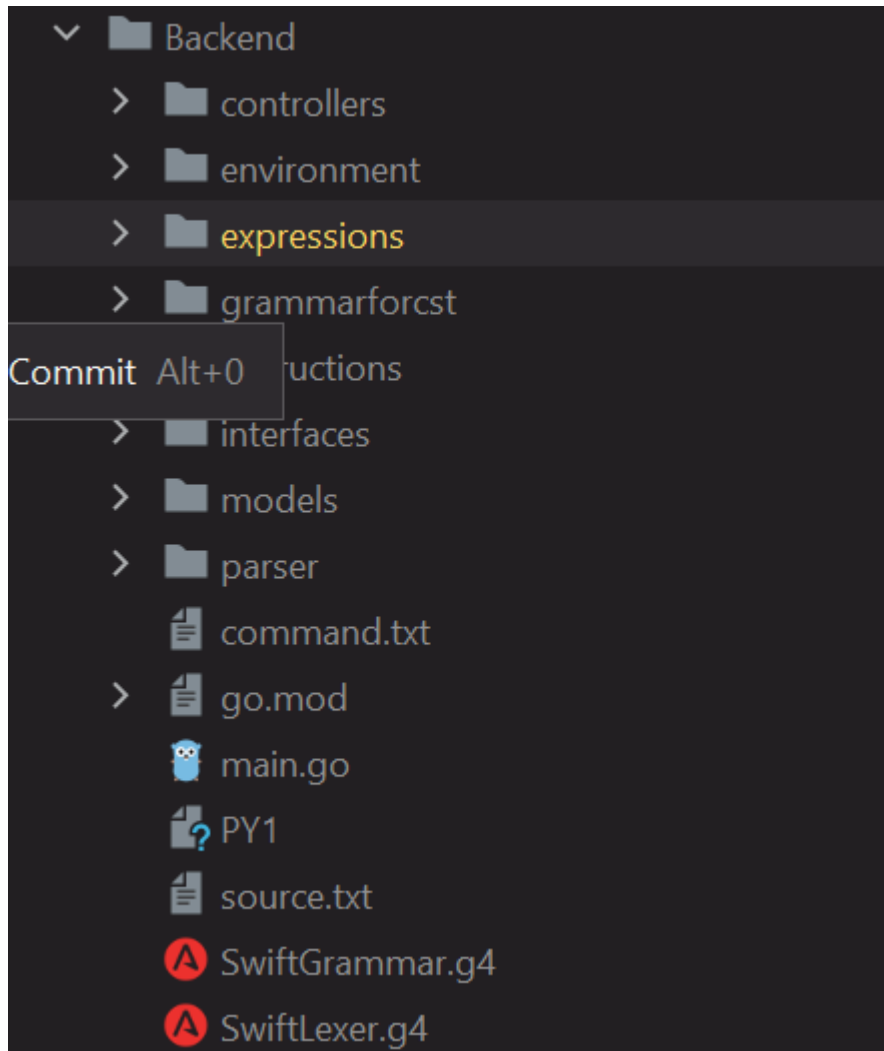 Backend
controllers
environment
expressions
grammarforcst
Commit Alt+0 ructions
interfaces
models
parser
command.txt
go.mod
main.go
PY1
source.txt
SwiftGrammar.g4
SwiftLexer.g4